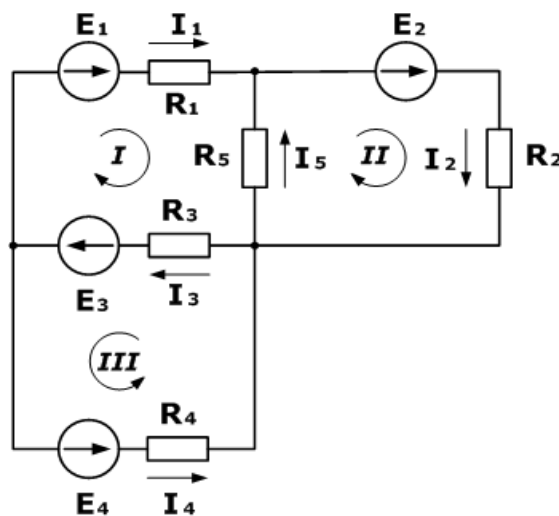 E₁ I₁ E₂
R₁
I R₅ I₅ II I₂ R₂
R₃
E₃ I₃
III
R₄
E₄ I₄